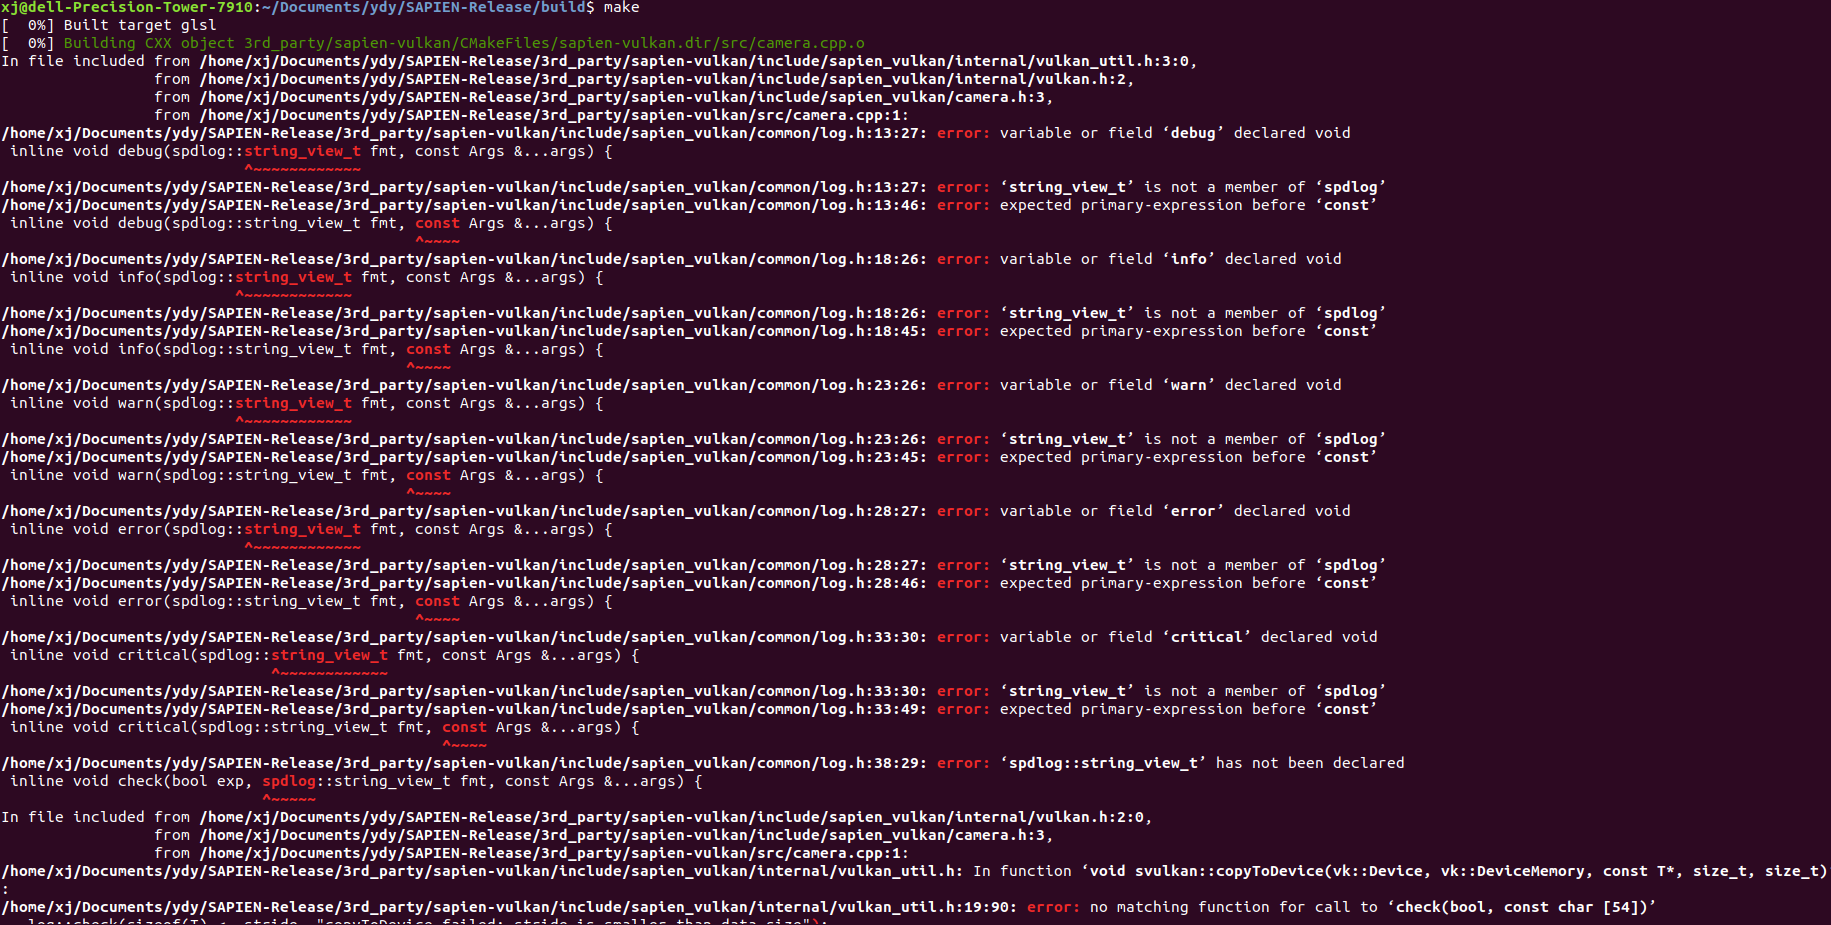 xj@dell-Precision-Tower-7910:~/Documents/ydy/SAPIEN-Release/build$ make
[  0%] Built target glsl
[  0%] Building CXX object 3rd_party/sapien-vulkan/CMakeFiles/sapien-vulkan.dir/src/camera.cpp.o
In file included from /home/xj/Documents/ydy/SAPIEN-Release/3rd_party/sapien-vulkan/include/sapien_vulkan/internal/vulkan_util.h:3:0,
                 from /home/xj/Documents/ydy/SAPIEN-Release/3rd_party/sapien-vulkan/include/sapien_vulkan/internal/vulkan.h:2,
                 from /home/xj/Documents/ydy/SAPIEN-Release/3rd_party/sapien-vulkan/include/sapien_vulkan/camera.h:3,
                 from /home/xj/Documents/ydy/SAPIEN-Release/3rd_party/sapien-vulkan/src/camera.cpp:1:
/home/xj/Documents/ydy/SAPIEN-Release/3rd_party/sapien-vulkan/include/sapien_vulkan/common/log.h:13:27: error: variable or field ‘debug’ declared void
 inline void debug(spdlog::string_view_t fmt, const Args &...args) {
                           ^~~~~~~~~~~~~
/home/xj/Documents/ydy/SAPIEN-Release/3rd_party/sapien-vulkan/include/sapien_vulkan/common/log.h:13:27: error: ‘string_view_t’ is not a member of ‘spdlog’
/home/xj/Documents/ydy/SAPIEN-Release/3rd_party/sapien-vulkan/include/sapien_vulkan/common/log.h:13:46: error: expected primary-expression before ‘const’
 inline void debug(spdlog::string_view_t fmt, const Args &...args) {
                                              ^~~~~
/home/xj/Documents/ydy/SAPIEN-Release/3rd_party/sapien-vulkan/include/sapien_vulkan/common/log.h:18:26: error: variable or field ‘info’ declared void
 inline void info(spdlog::string_view_t fmt, const Args &...args) {
                          ^~~~~~~~~~~~~
/home/xj/Documents/ydy/SAPIEN-Release/3rd_party/sapien-vulkan/include/sapien_vulkan/common/log.h:18:26: error: ‘string_view_t’ is not a member of ‘spdlog’
/home/xj/Documents/ydy/SAPIEN-Release/3rd_party/sapien-vulkan/include/sapien_vulkan/common/log.h:18:45: error: expected primary-expression before ‘const’
 inline void info(spdlog::string_view_t fmt, const Args &...args) {
                                             ^~~~~
/home/xj/Documents/ydy/SAPIEN-Release/3rd_party/sapien-vulkan/include/sapien_vulkan/common/log.h:23:26: error: variable or field ‘warn’ declared void
 inline void warn(spdlog::string_view_t fmt, const Args &...args) {
                          ^~~~~~~~~~~~~
/home/xj/Documents/ydy/SAPIEN-Release/3rd_party/sapien-vulkan/include/sapien_vulkan/common/log.h:23:26: error: ‘string_view_t’ is not a member of ‘spdlog’
/home/xj/Documents/ydy/SAPIEN-Release/3rd_party/sapien-vulkan/include/sapien_vulkan/common/log.h:23:45: error: expected primary-expression before ‘const’
 inline void warn(spdlog::string_view_t fmt, const Args &...args) {
                                             ^~~~~
/home/xj/Documents/ydy/SAPIEN-Release/3rd_party/sapien-vulkan/include/sapien_vulkan/common/log.h:28:27: error: variable or field ‘error’ declared void
 inline void error(spdlog::string_view_t fmt, const Args &...args) {
                           ^~~~~~~~~~~~~
/home/xj/Documents/ydy/SAPIEN-Release/3rd_party/sapien-vulkan/include/sapien_vulkan/common/log.h:28:27: error: ‘string_view_t’ is not a member of ‘spdlog’
/home/xj/Documents/ydy/SAPIEN-Release/3rd_party/sapien-vulkan/include/sapien_vulkan/common/log.h:28:46: error: expected primary-expression before ‘const’
 inline void error(spdlog::string_view_t fmt, const Args &...args) {
                                              ^~~~~
/home/xj/Documents/ydy/SAPIEN-Release/3rd_party/sapien-vulkan/include/sapien_vulkan/common/log.h:33:30: error: variable or field ‘critical’ declared void
 inline void critical(spdlog::string_view_t fmt, const Args &...args) {
                              ^~~~~~~~~~~~~
/home/xj/Documents/ydy/SAPIEN-Release/3rd_party/sapien-vulkan/include/sapien_vulkan/common/log.h:33:30: error: ‘string_view_t’ is not a member of ‘spdlog’
/home/xj/Documents/ydy/SAPIEN-Release/3rd_party/sapien-vulkan/include/sapien_vulkan/common/log.h:33:49: error: expected primary-expression before ‘const’
 inline void critical(spdlog::string_view_t fmt, const Args &...args) {
                                                 ^~~~~
/home/xj/Documents/ydy/SAPIEN-Release/3rd_party/sapien-vulkan/include/sapien_vulkan/common/log.h:38:29: error: ‘spdlog::string_view_t’ has not been declared
 inline void check(bool exp, spdlog::string_view_t fmt, const Args &...args) {
                             ^~~~~~
In file included from /home/xj/Documents/ydy/SAPIEN-Release/3rd_party/sapien-vulkan/include/sapien_vulkan/internal/vulkan.h:2:0,
                 from /home/xj/Documents/ydy/SAPIEN-Release/3rd_party/sapien-vulkan/include/sapien_vulkan/camera.h:3,
                 from /home/xj/Documents/ydy/SAPIEN-Release/3rd_party/sapien-vulkan/src/camera.cpp:1:
/home/xj/Documents/ydy/SAPIEN-Release/3rd_party/sapien-vulkan/include/sapien_vulkan/internal/vulkan_util.h: In function ‘void svulkan::copyToDevice(vk::Device, vk::DeviceMemory, const T*, size_t, size_t)’
:
/home/xj/Documents/ydy/SAPIEN-Release/3rd_party/sapien-vulkan/include/sapien_vulkan/internal/vulkan_util.h:19:90: error: no matching function for call to ‘check(bool, const char [54])’
   log::check(sizeof(T) <= stride, "copyToDevice failed: stride is smaller than data size");